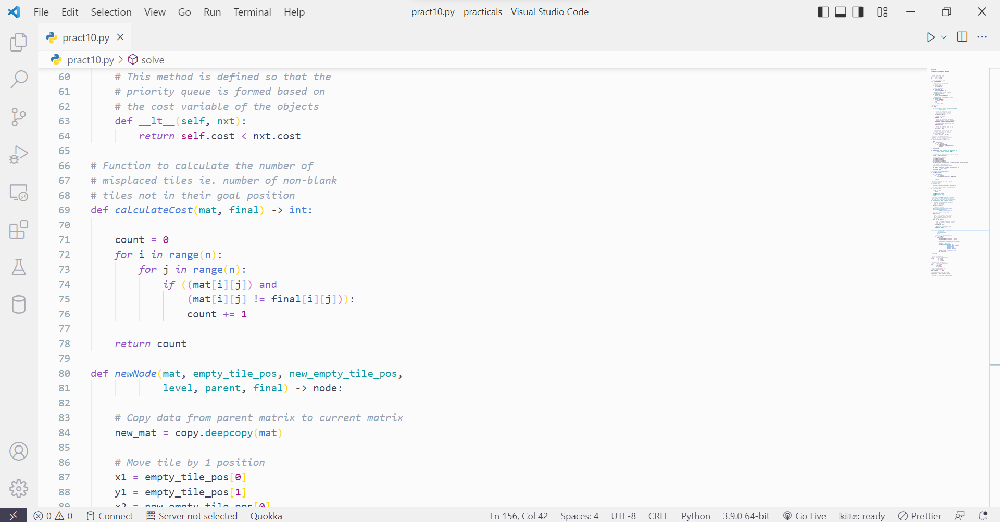 File Edit Selection View Go Run Terminal Help
pract10.py - practicals - Visual Studio Code
pract10.py
pract10.py > solve
60 # This method is defined so that the
61 # priority queue is formed based on
62 # the cost variable of the objects
63 def __lt__(self, nxt):
64 return self.cost < nxt.cost
65
66 # Function to calculate the number of
67 # misplaced tiles ie. number of non-blank
68 # tiles not in their goal position
69 def calculateCost(mat, final) -> int:
70
71 count = 0
72 for i in range(n):
73 for j in range(n):
74 if ((mat[i][j]) and
75 (mat[i][j] != final[i][j])):
76 count += 1
77
78 return count
79
80 def newNode(mat, empty_tile_pos, new_empty_tile_pos,
81 level, parent, final) -> node:
82
83 # Copy data from parent matrix to current matrix
84 new_mat = copy.deepcopy(mat)
85
86 # Move tile by 1 position
87 x1 = empty_tile_pos[0]
88 y1 = empty_tile_pos[1]
89 x2 = new_empty_tile_pos[0]
0 0 Connect Server not selected Quokka Ln 156, Col 42 Spaces: 4 UTF-8 CRLF Python 3.9.0 64-bit Go Live kite: ready Prettier